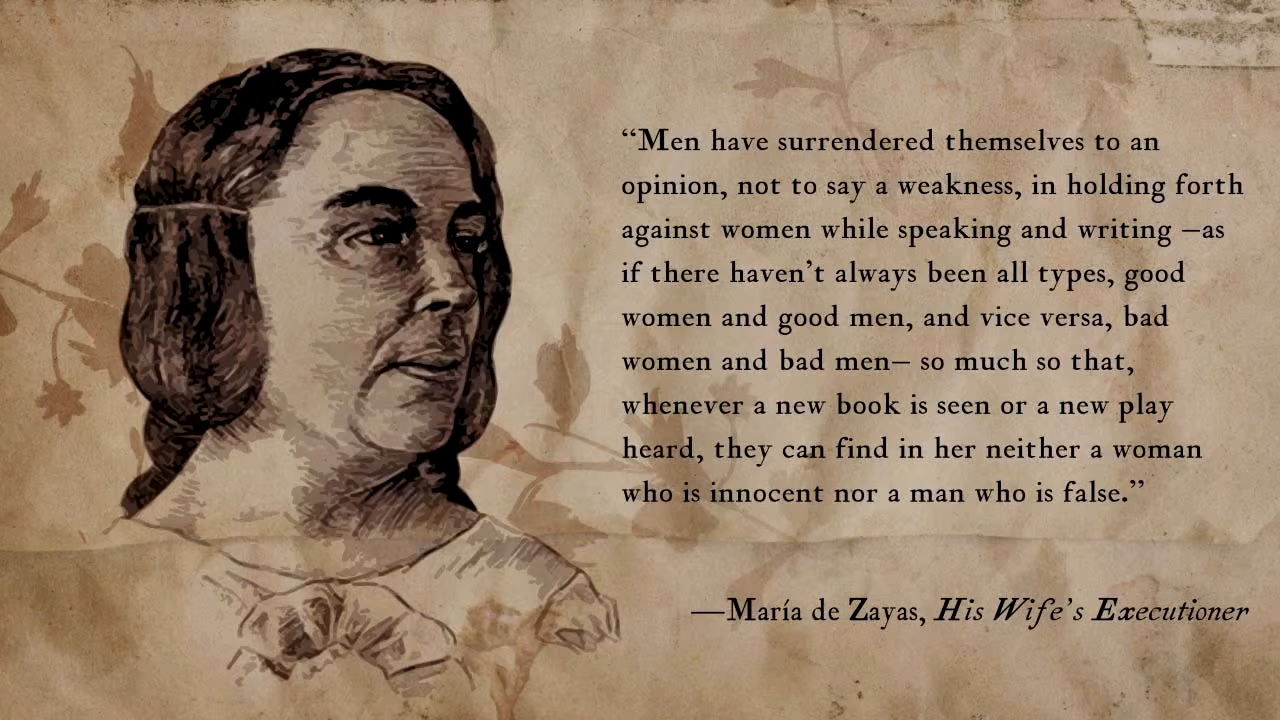 “Men have surrendered themselves to an
opinion, not to say a weakness, in holding forth
against women while speaking and writing —as
if there haven’t always been all types, good
women and good men, and vice versa, bad
women and bad men— so much so that,
whenever a new book is seen or a new play
heard, they can find in her neither a woman
who is innocent nor a man who is false.”
—María de Zayas, His Wife’s Executioner